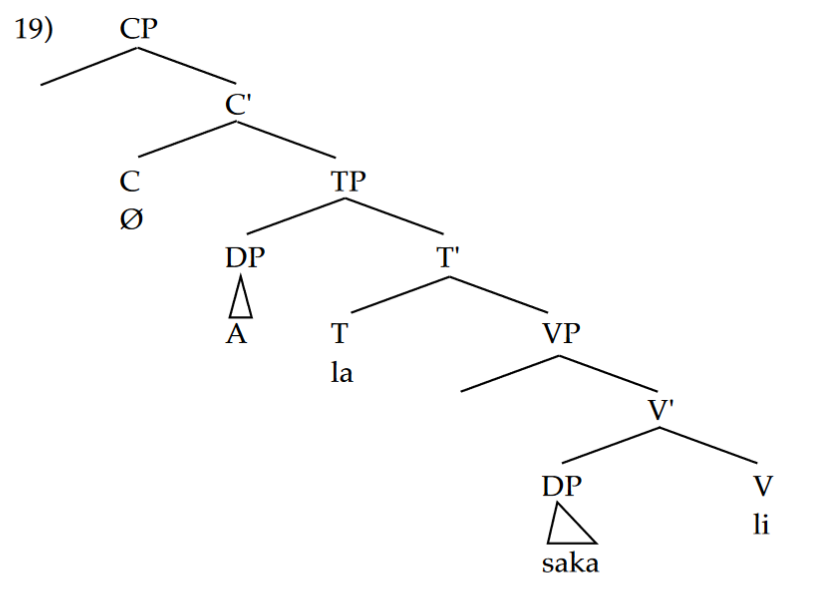 19) CP
C'
C TP
Ø
DP T'
A T VP
la
V'
DP V
li
saka